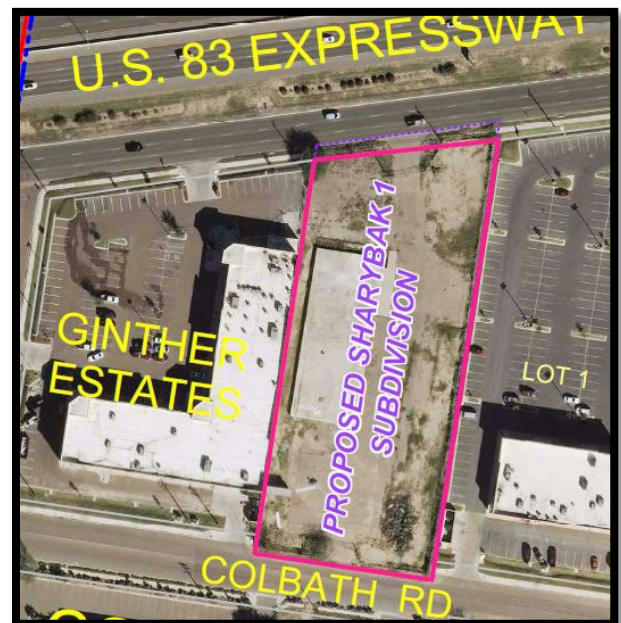 U.S. 83 EXPRESSWAY
GINTHER
ESTATES
PROPOSED SHARYBAK 1
SUBDIVISION
LOT 1
COLBATH RD